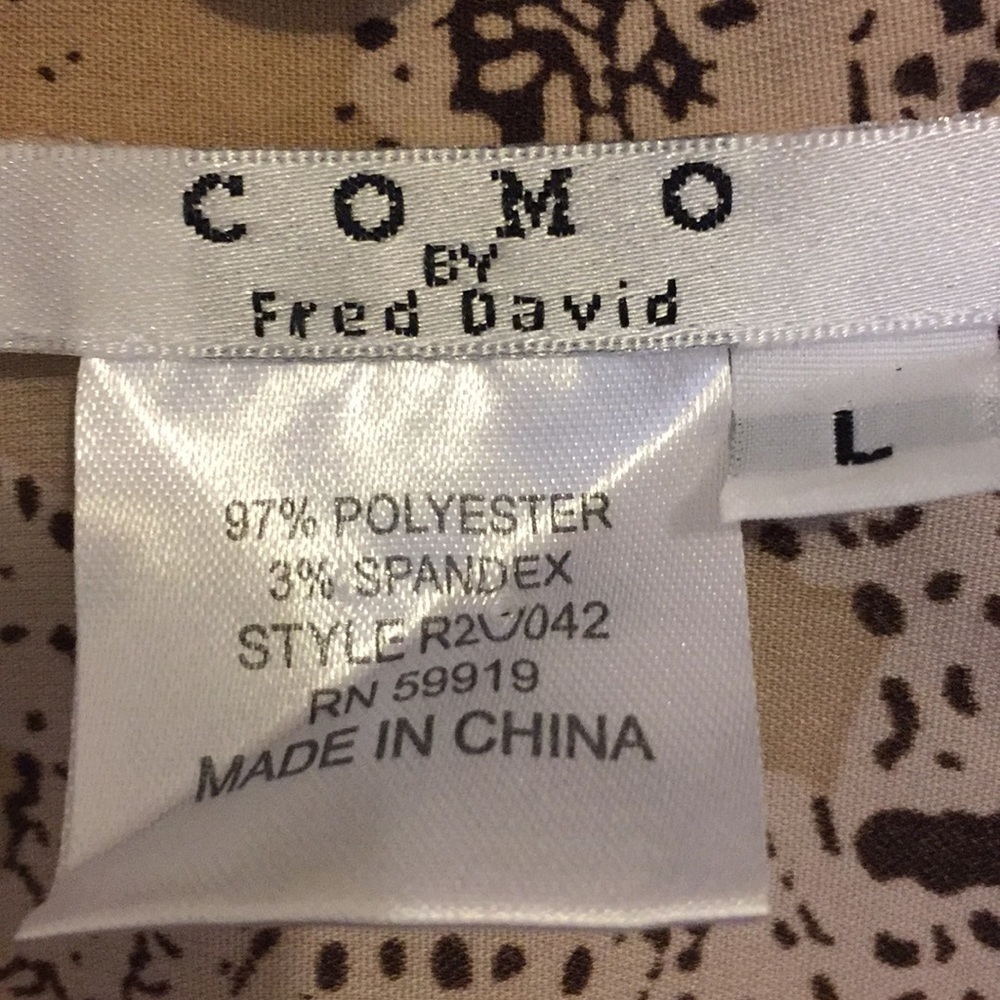 COMO
BY
Fred David
L
97% POLYESTER
3% SPANDEX
STYLE
RN 59919
MADE IN CHINA